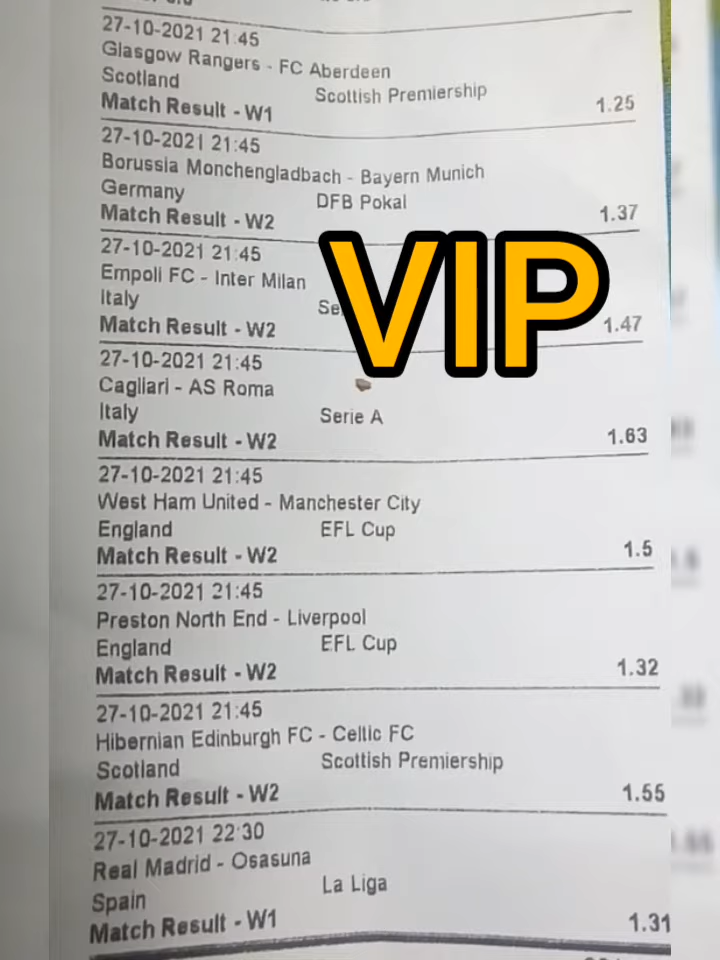 27-10-2021 21:45
Glasgow Rangers - FC Aberdeen
Scotland Scottish Premiership
Match Result - W1 1.25
27-10-2021 21:45
Borussia Monchengladbach - Bayern Munich
Germany DFB Pokal
Match Result - W2 1.37
27-10-2021 21:45
Empoli FC - Inter Milan
Italy
Match Result - W2 1.47
VIP
27-10-2021 21:45
Cagliari - AS Roma
Italy Serie A
Match Result - W2 1.63
27-10-2021 21:45
West Ham United - Manchester City
England EFL Cup
Match Result - W2 1.5
27-10-2021 21:45
Preston North End - Liverpool
England EFL Cup
Match Result - W2 1.32
27-10-2021 21:45
Hibernian Edinburgh FC - Celtic FC
Scotland Scottish Premiership
Match Result - W2 1.55
27-10-2021 22:30
Real Madrid - Osasuna
Spain La Liga
Match Result - W1 1.31